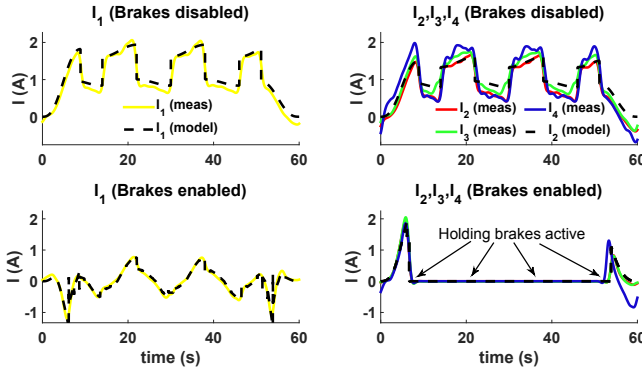 I1 (Brakes disabled)
I (A)
2
1
0
I1 (meas)
I1 (model)
0 20 40 60
I2,I3,I4 (Brakes disabled)
I (A)
2
1
0
I2 (meas) I4 (meas)
I3 (meas) I2 (model)
0 20 40 60
I1 (Brakes enabled)
I (A)
2
1
0
-1
0 20 40 60
time (s)
I2,I3,I4 (Brakes enabled)
I (A)
2
1
0
-1
Holding brakes active
0 20 40 60
time (s)